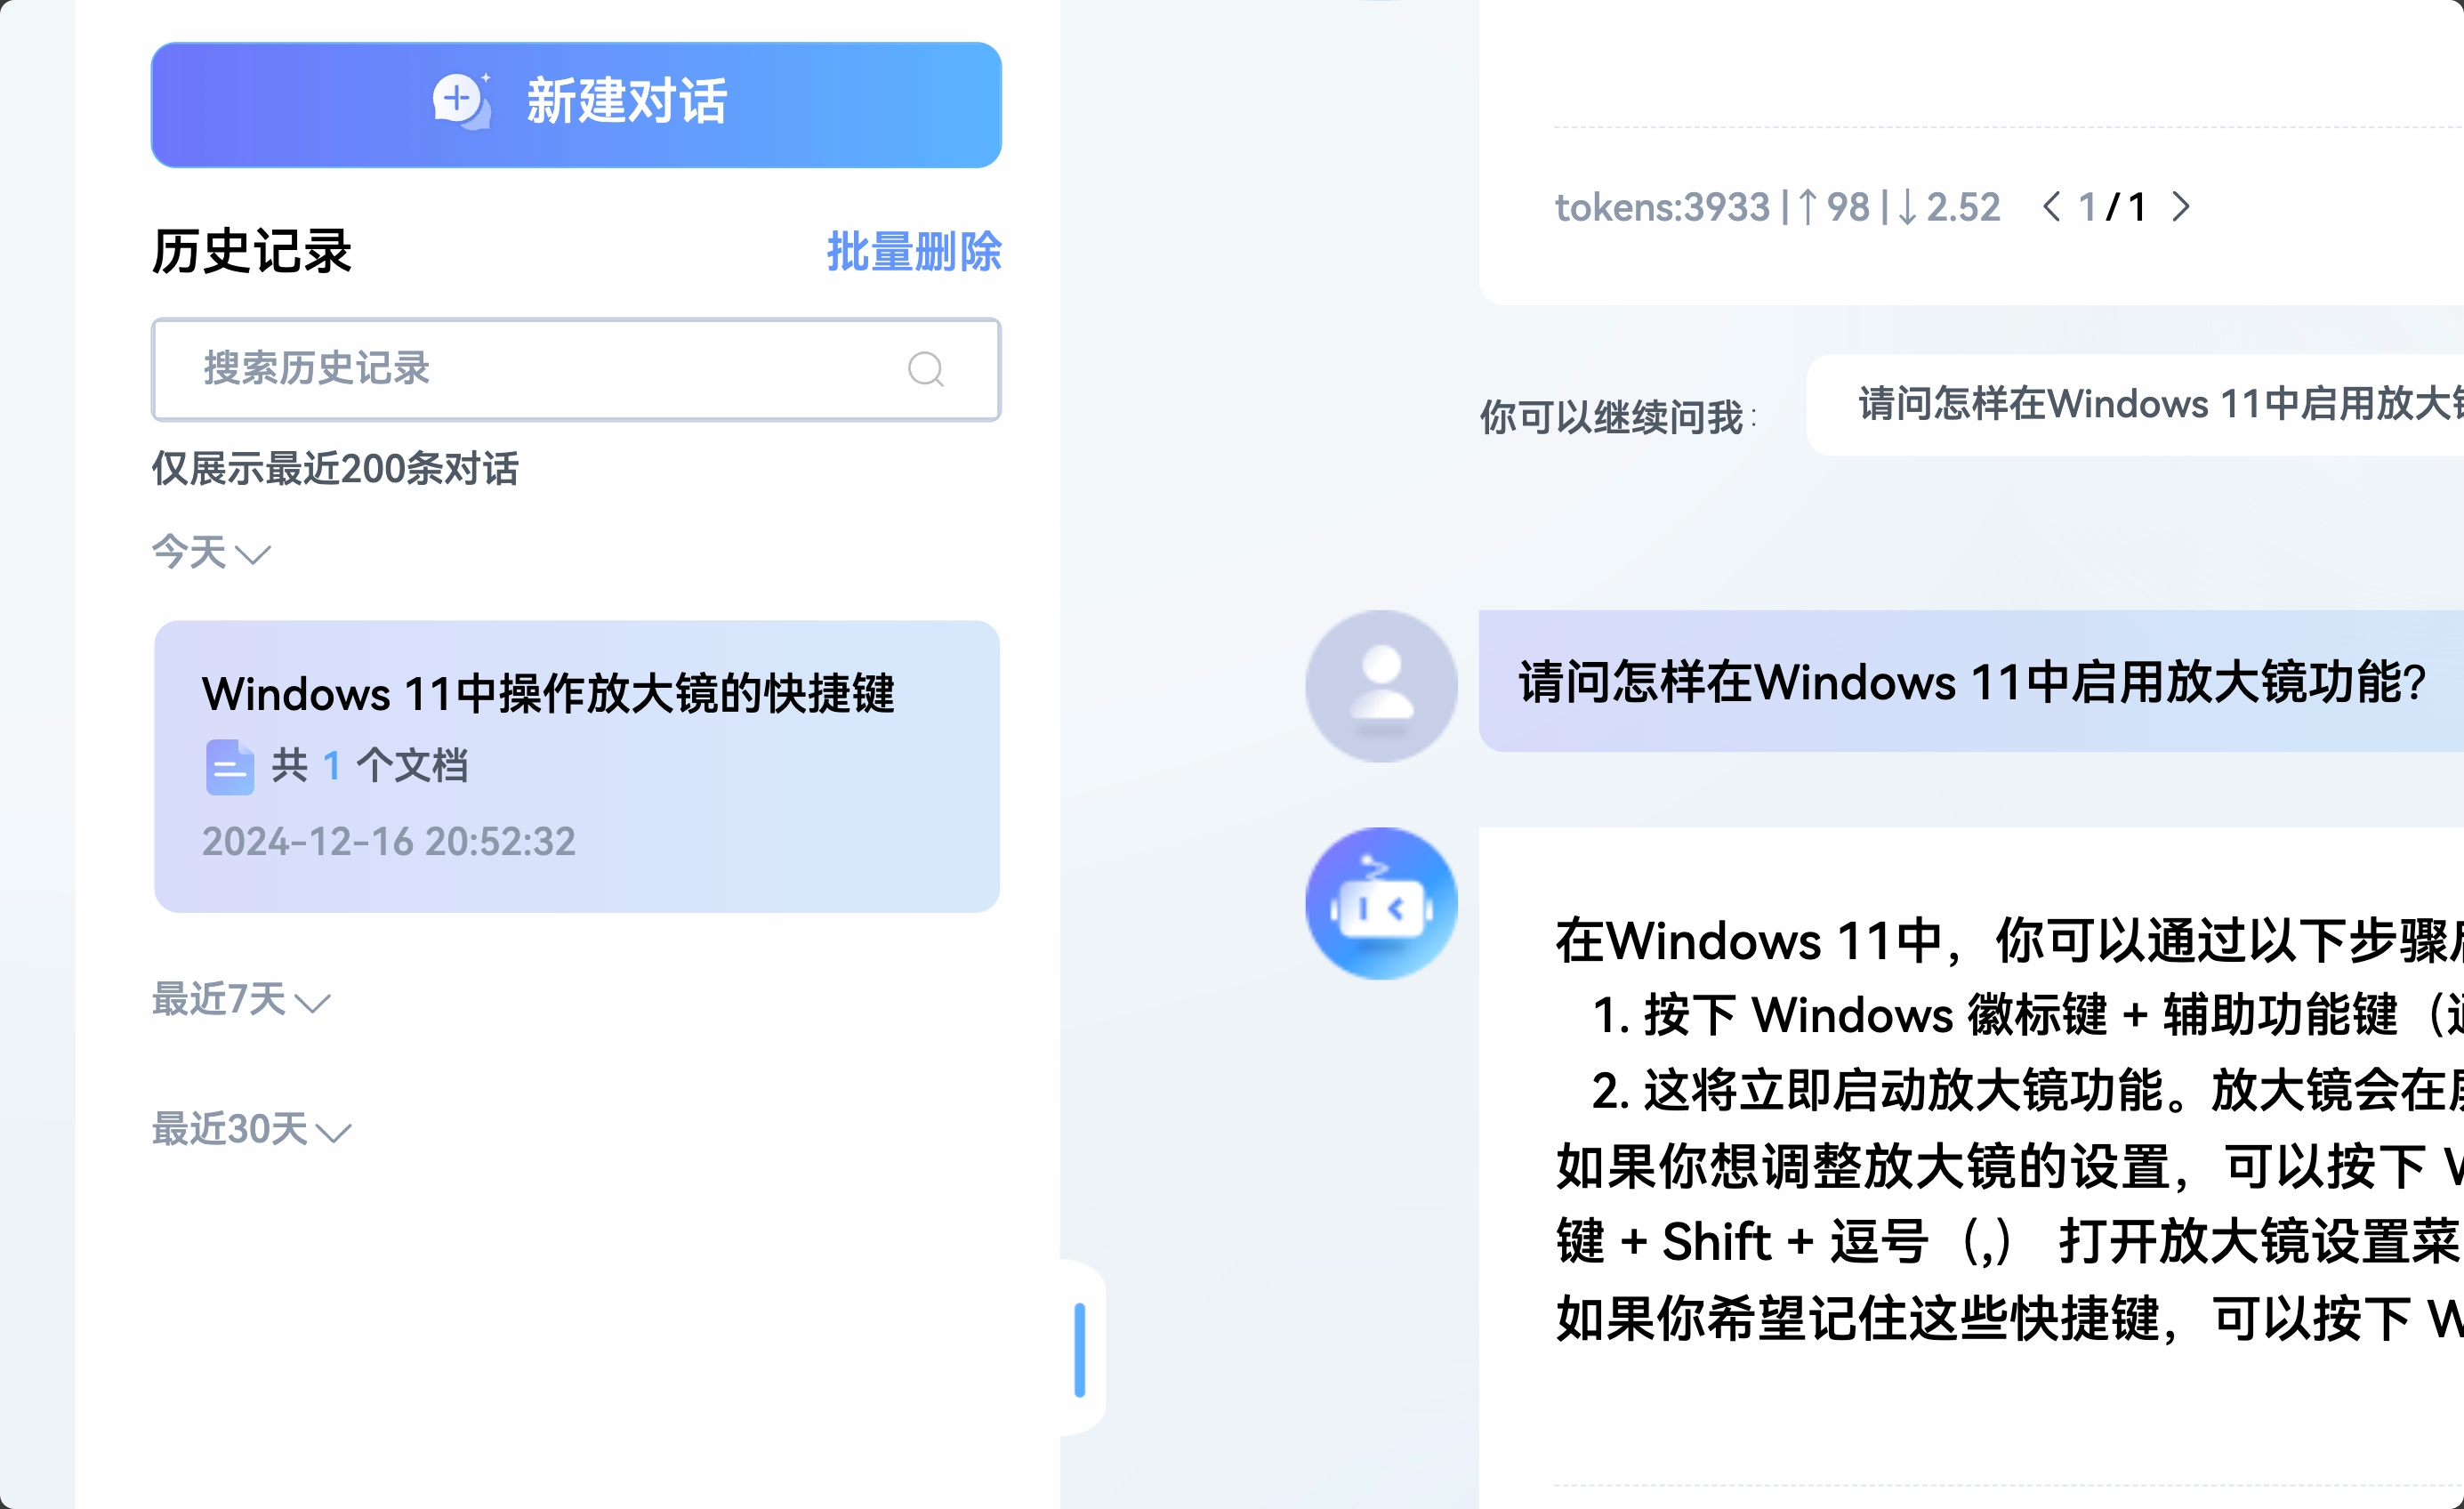 新建对话
历史记录
批量删除
搜索历史记录
仅展示最近200条对话
今天
Windows 11中操作放大镜的快捷键
共 1 个文档
2024-12-16 20:52:32
最近7天
最近30天
tokens:3933 | ↑ 98 | ↓ 2.52 < 1 / 1 >
你可以继续问我：
请问怎样在Windows 11中启用放大
请问怎样在Windows 11中启用放大镜功能？
在Windows 11中，你可以通过以下步骤
1. 按下 Windows 徽标键 + 辅助功能键（
2. 这将立即启动放大镜功能。放大镜会在
如果你想调整放大镜的设置，可以按下
键 + Shift + 逗号（,） 打开放大镜设置菜
如果你希望记住这些快捷键，可以按下 W